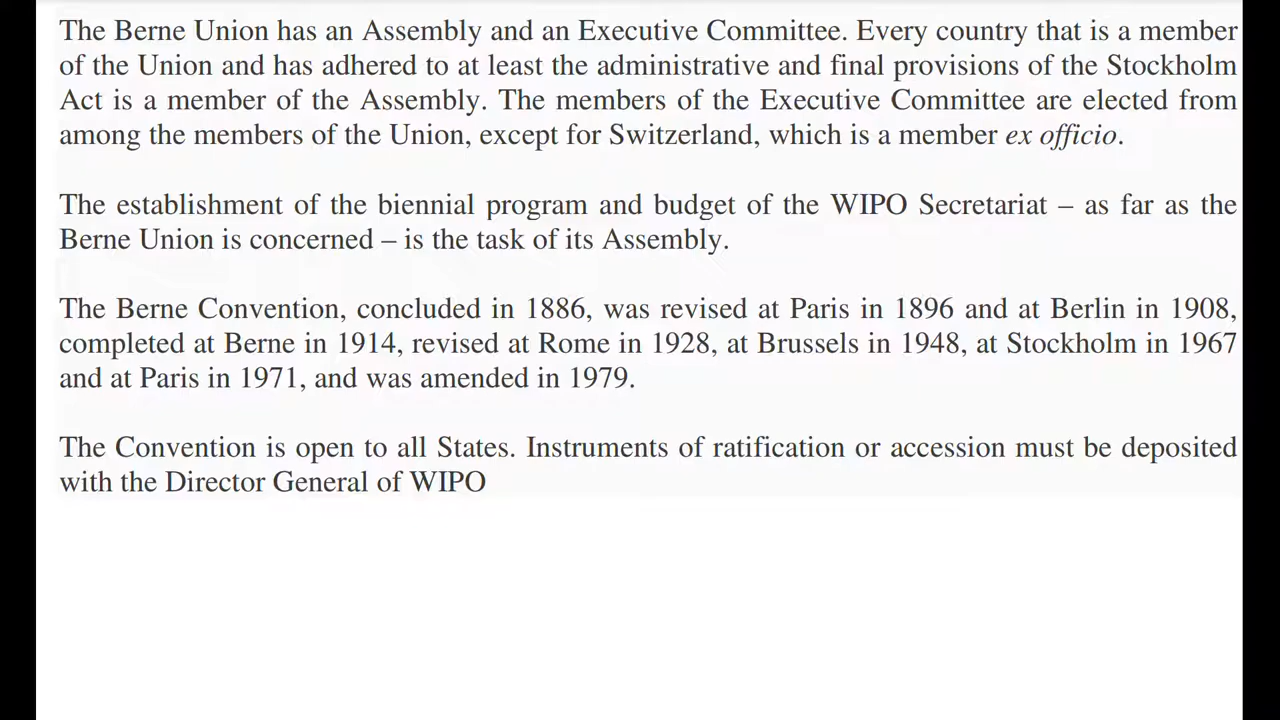 The Berne Union has an Assembly and an Executive Committee. Every country that is a member
of the Union and has adhered to at least the administrative and final provisions of the Stockholm
Act is a member of the Assembly. The members of the Executive Committee are elected from
among the members of the Union, except for Switzerland, which is a member ex officio.
The establishment of the biennial program and budget of the WIPO Secretariat – as far as the
Berne Union is concerned – is the task of its Assembly.
The Berne Convention, concluded in 1886, was revised at Paris in 1896 and at Berlin in 1908,
completed at Berne in 1914, revised at Rome in 1928, at Brussels in 1948, at Stockholm in 1967
and at Paris in 1971, and was amended in 1979.
The Convention is open to all States. Instruments of ratification or accession must be deposited
with the Director General of WIPO